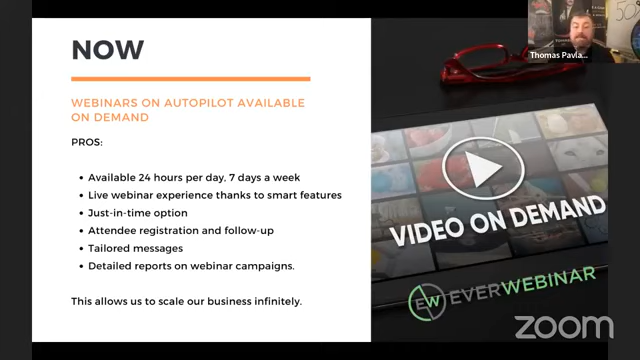 NOW
WEBINARS ON AUTOPILOT AVAILABLE
ON DEMAND
PROS:
Available 24 hours per day, 7 days a week
Live webinar experience thanks to smart features
Just-in-time option
Attendee registration and follow-up
Tailored messages
Detailed reports on webinar campaigns.
This allows us to scale our business infinitely.
VIDEO ON DEMAND
EW EVERWEBINAR
Thomas Pavla...
zoom